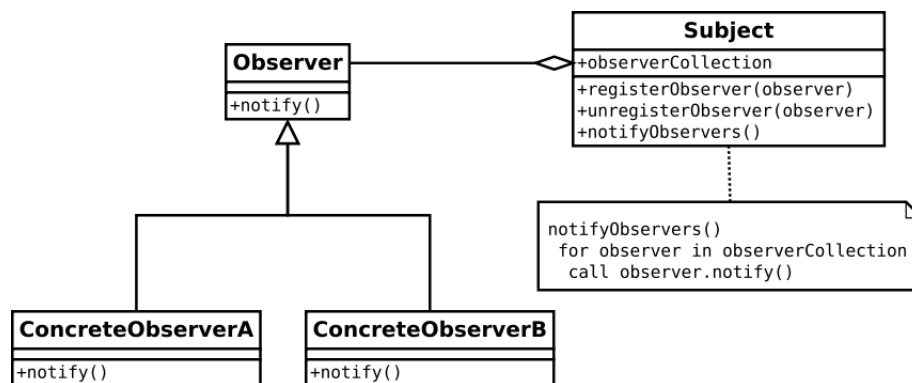 Observer
+notify()
Subject
+observerCollection
+registerObserver(observer)
+unregisterObserver(observer)
+notifyObservers()
notifyObservers()
for observer in observerCollection
call observer.notify()
ConcreteObserverA
+notify()
ConcreteObserverB
+notify()